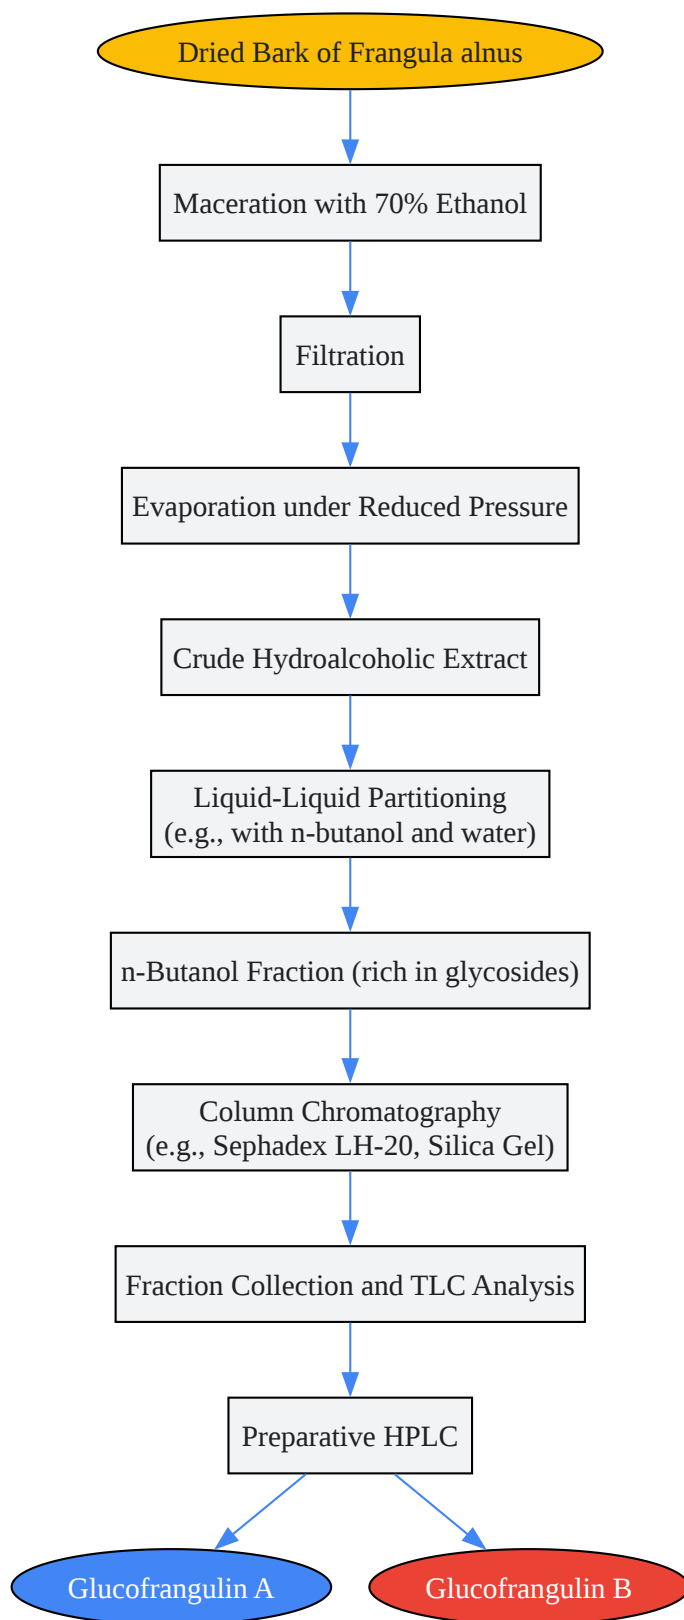 Dried Bark of Frangula alnus
Maceration with 70% Ethanol
Filtration
Evaporation under Reduced Pressure
Crude Hydroalcoholic Extract
Liquid-Liquid Partitioning
(e.g., with n-butanol and water)
n-Butanol Fraction (rich in glycosides)
Column Chromatography
(e.g., Sephadex LH-20, Silica Gel)
Fraction Collection and TLC Analysis
Preparative HPLC
Glucofrangulin A
Glucofrangulin B